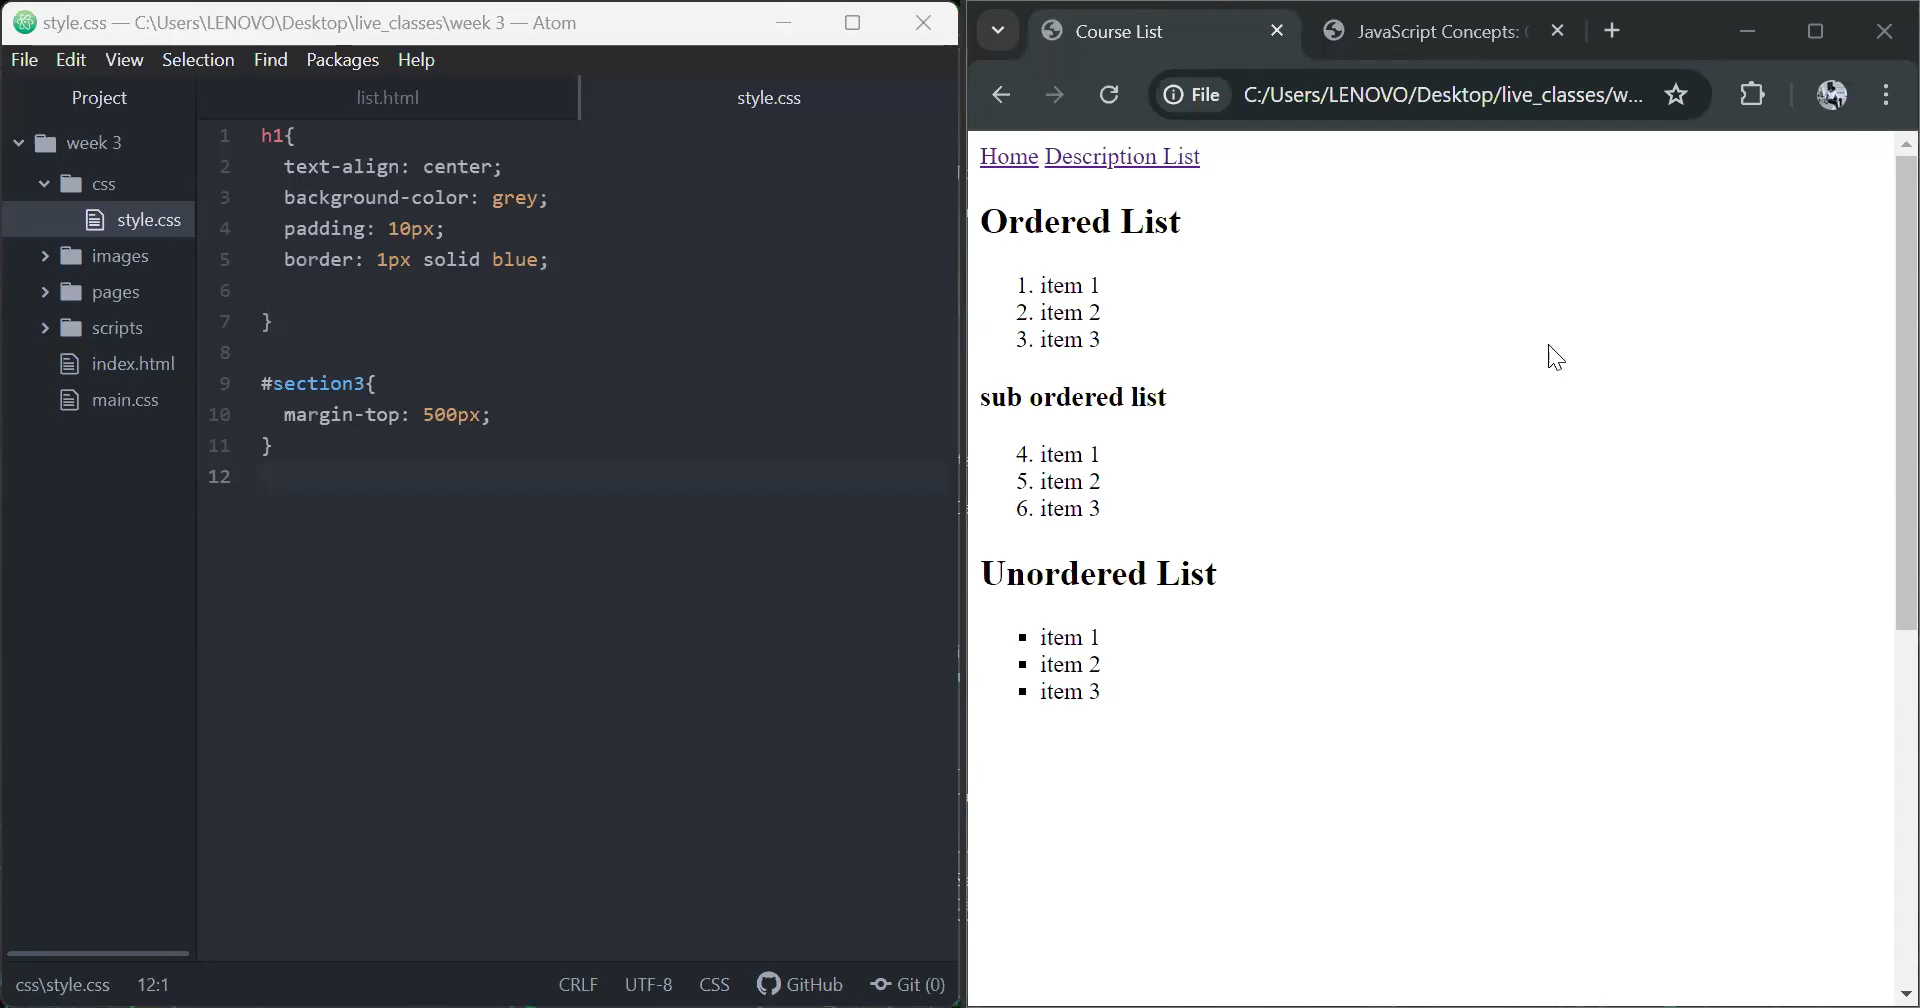 style.css — C:\Users\LENOVO\Desktop\live_classes\week 3 — Atom
File Edit View Selection Find Packages Help
Project
week 3
css
style.css
images
pages
scripts
index.html
main.css
list.html
style.css
1 h1{
2 text-align: center;
3 background-color: grey;
4 padding: 10px;
5 border: 1px solid blue;
6
7 }
8
9 #section3{
10 margin-top: 500px;
11 }
12
css\style.css 12:1 CRLF UTF-8 CSS GitHub Git (0)
Course List
JavaScript Concepts:
File C:/Users/LENOVO/Desktop/live_classes/w...
Home Description List
Ordered List
1. item 1
2. item 2
3. item 3
sub ordered list
4. item 1
5. item 2
6. item 3
Unordered List
▪ item 1
▪ item 2
▪ item 3